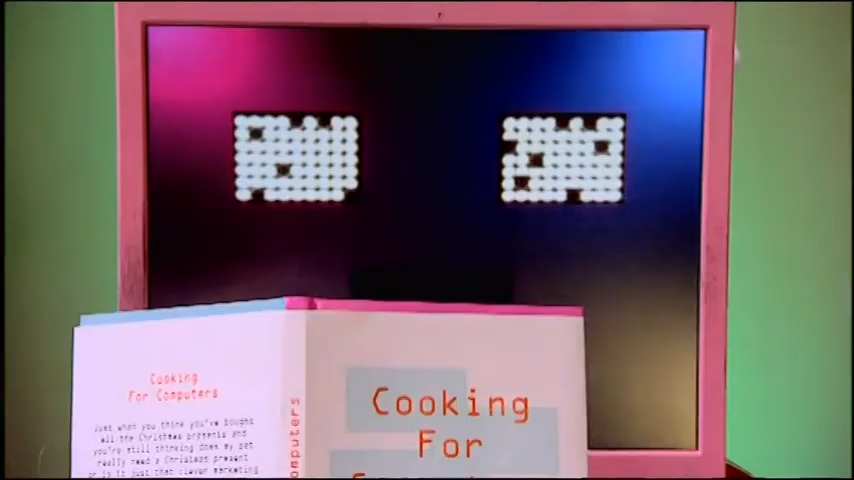 Cooking
For Computers
Just when you think you've bought
all the Christmas presents and
you're still thinking does my pet
really need a Christmas present
or is it just that clever marketing
omputers
Cooking
For